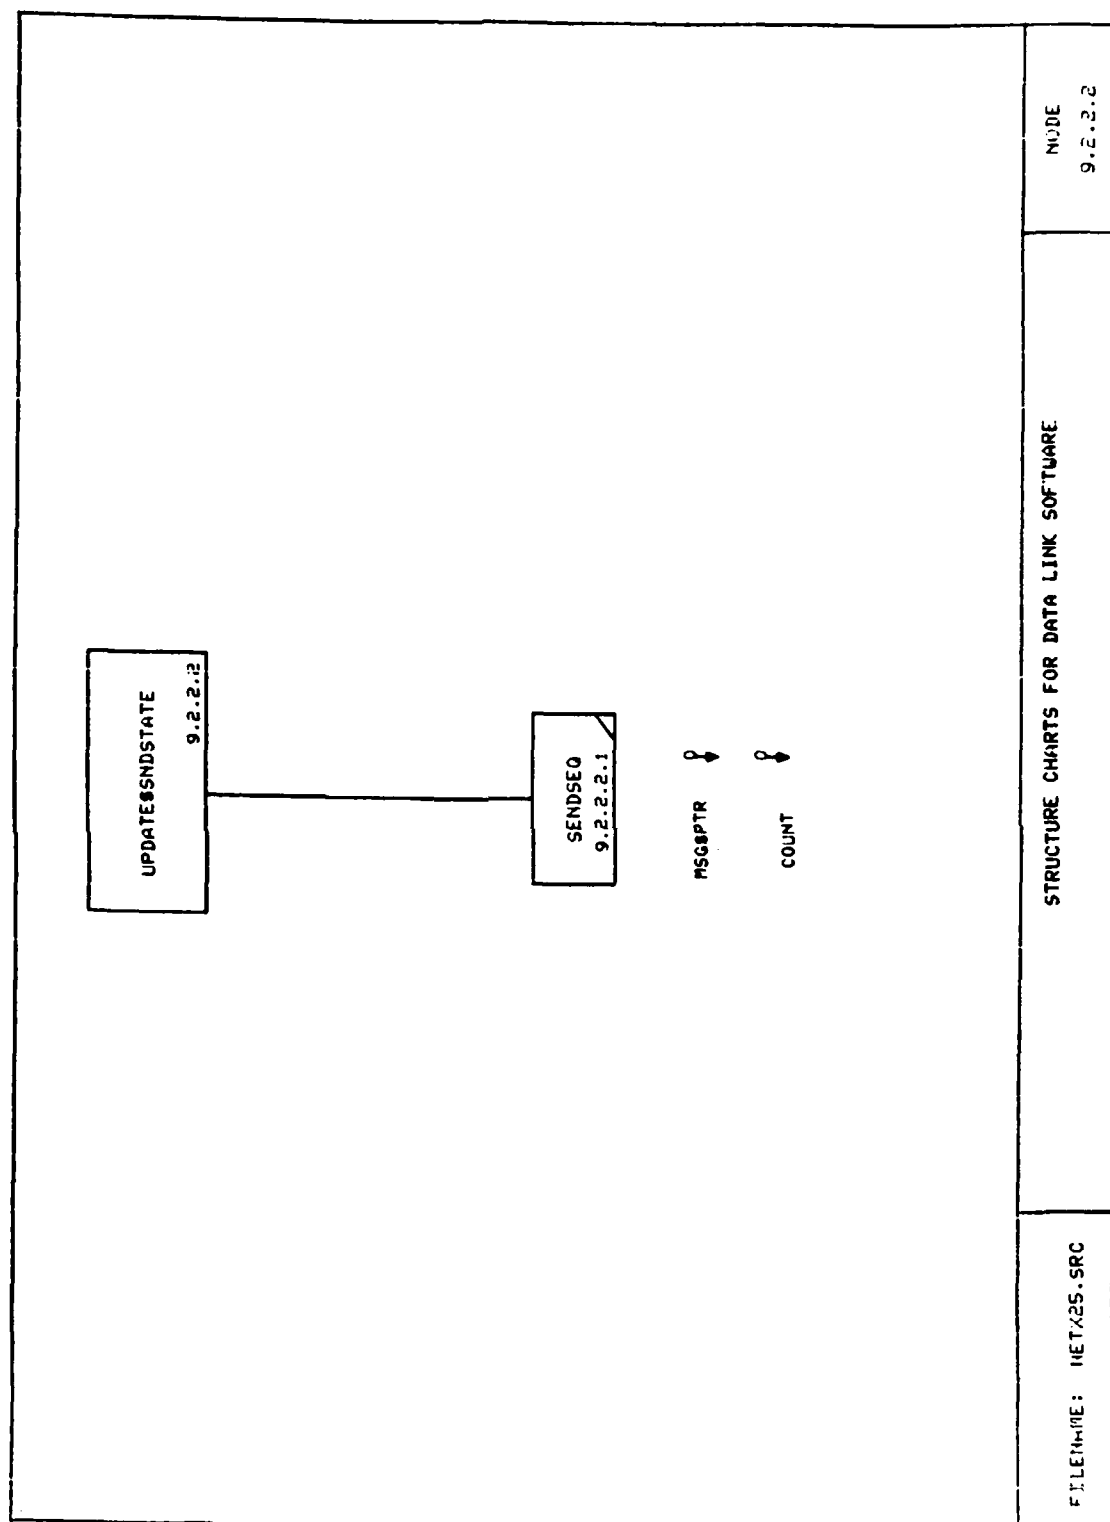 UPDATE$SNDSTATE
9.2.2.2
SENDSEQ
9.2.2.2.1
MSG$PTR
COUNT
FILENAME: NETX25.SRC
STRUCTURE CHARTS FOR DATA LINK SOFTWARE
NODE
9.2.2.2